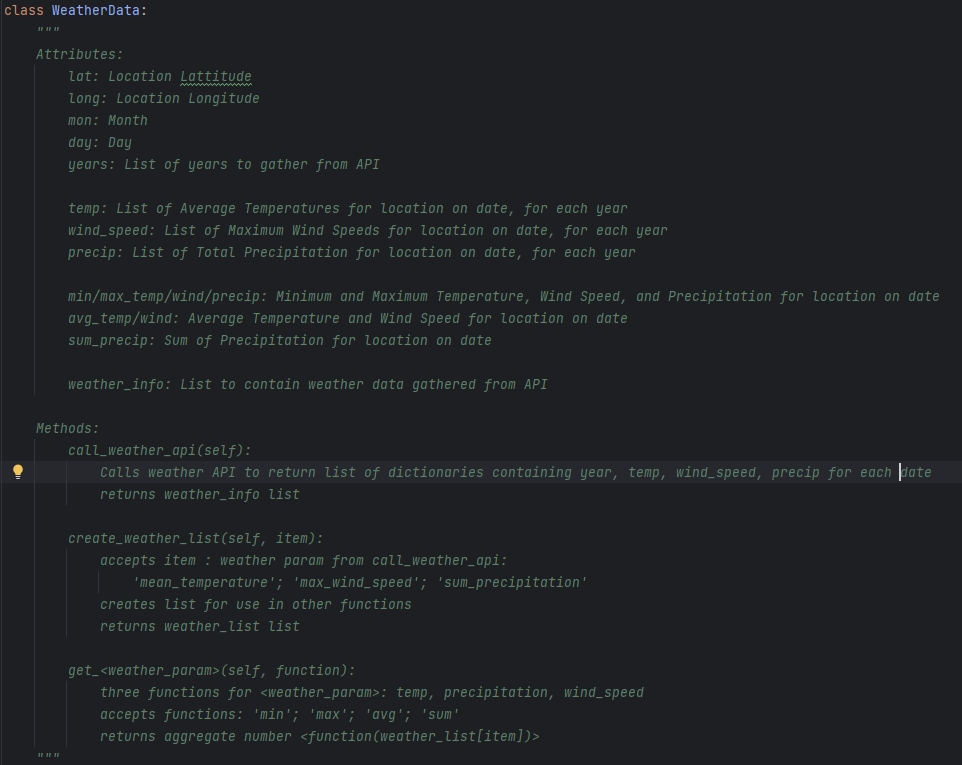 class WeatherData:
"""
Attributes:
lat: Location Lattitude
long: Location Longitude
mon: Month
day: Day
years: List of years to gather from API
temp: List of Average Temperatures for location on date, for each year
wind_speed: List of Maximum Wind Speeds for location on date, for each year
precip: List of Total Precipitation for location on date, for each year
min/max_temp/wind/precip: Minimum and Maximum Temperature, Wind Speed, and Precipitation for location on date
avg_temp/wind: Average Temperature and Wind Speed for location on date
sum_precip: Sum of Precipitation for location on date
weather_info: List to contain weather data gathered from API
Methods:
call_weather_api(self):
Calls weather API to return list of dictionaries containing year, temp, wind_speed, precip for each date
returns weather_info list
create_weather_list(self, item):
accepts item : weather param from call_weather_api:
'mean_temperature'; 'max_wind_speed'; 'sum_precipitation'
creates list for use in other functions
returns weather_list list
get_<weather_param>(self, function):
three functions for <weather_param>: temp, precipitation, wind_speed
accepts functions: 'min'; 'max'; 'avg'; 'sum'
returns aggregate number <function(weather_list[item])>
"""